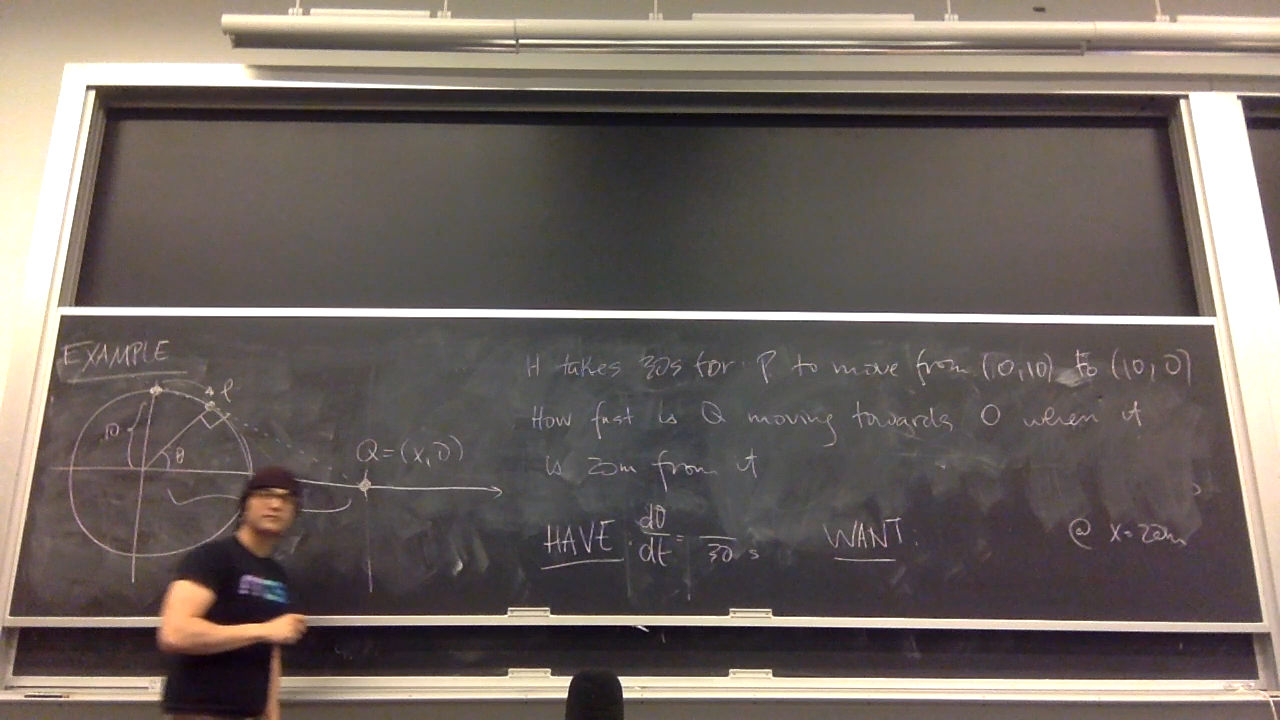 EXAMPLE
It takes 30s for P to move from (10,10) to (10,0)
How fast is Q moving towards O when it
is 20m from it
P
10
θ
Q=(x,0)
HAVE: dθ/dt = /30 s
WANT:
@ x=20m